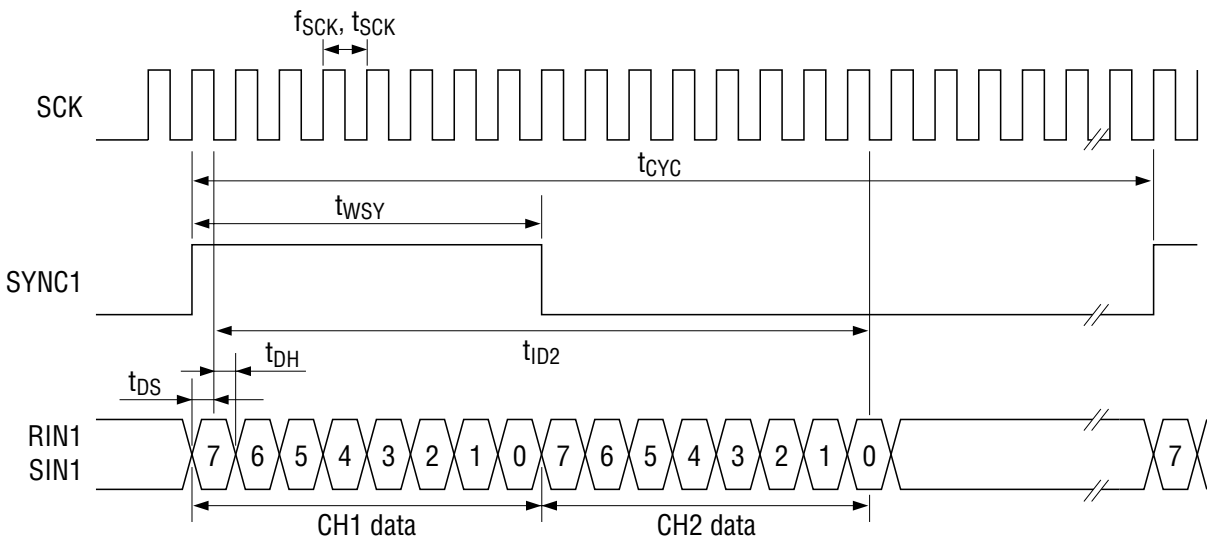 fSCK, tSCK
SCK
tCYC
tWSY
SYNC1
tID2
tDH
tDS
RIN1
SIN1
7 6 5 4 3 2 1 0 7 6 5 4 3 2 1 0 7
CH1 data CH2 data